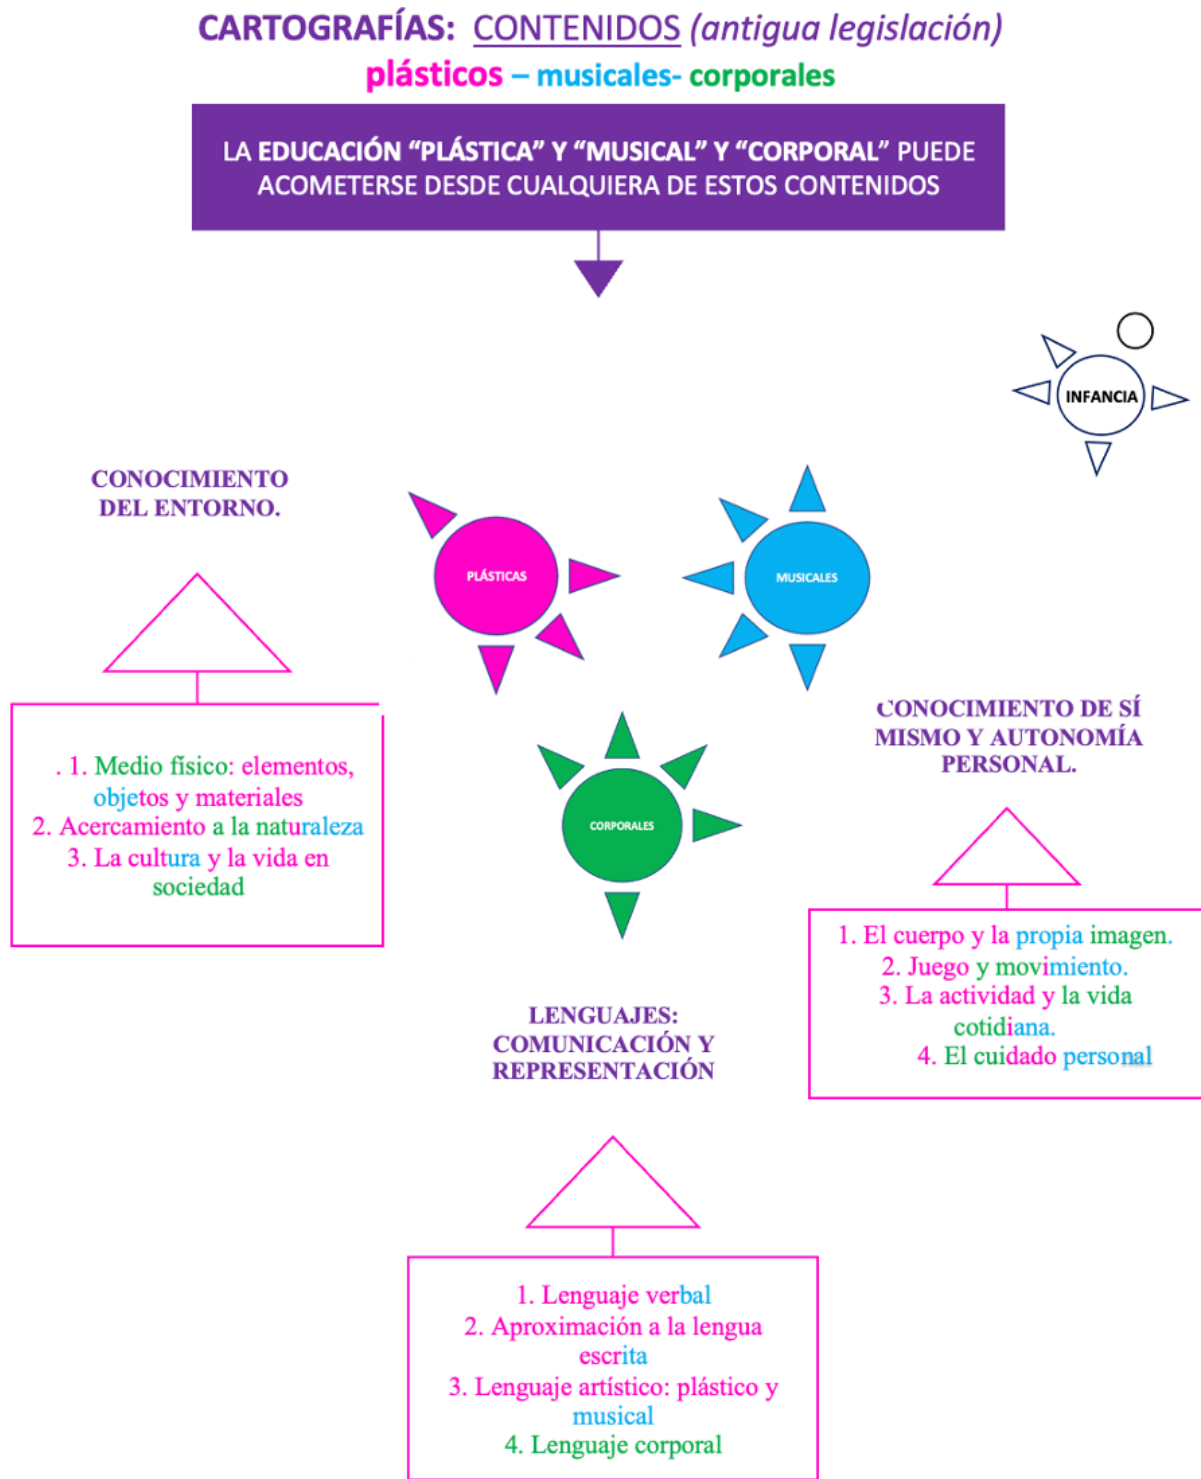 CARTOGRAFÍAS: CONTENIDOS (antigua legislación)
plásticos – musicales- corporales
LA EDUCACIÓN “PLÁSTICA” Y “MUSICAL” Y “CORPORAL” PUEDE
ACOMETERSE DESDE CUALQUIERA DE ESTOS CONTENIDOS
INFANCIA
CONOCIMIENTO
DEL ENTORNO.
PLÁSTICAS
MUSICALES
. 1. Medio físico: elementos,
objetos y materiales
2. Acercamiento a la naturaleza
3. La cultura y la vida en
sociedad
CORPORALES
CONOCIMIENTO DE SÍ
MISMO Y AUTONOMÍA
PERSONAL.
1. El cuerpo y la propia imagen.
2. Juego y movimiento.
3. La actividad y la vida
cotidiana.
4. El cuidado personal
LENGUAJES:
COMUNICACIÓN Y
REPRESENTACIÓN
1. Lenguaje verbal
2. Aproximación a la lengua
escrita
3. Lenguaje artístico: plástico y
musical
4. Lenguaje corporal